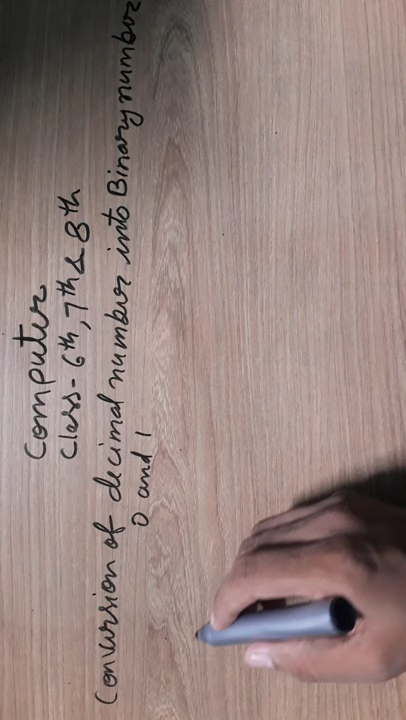 Computer
Class- 6th, 7th & 8th
Conversion of decimal number into Binary number
0 and 1